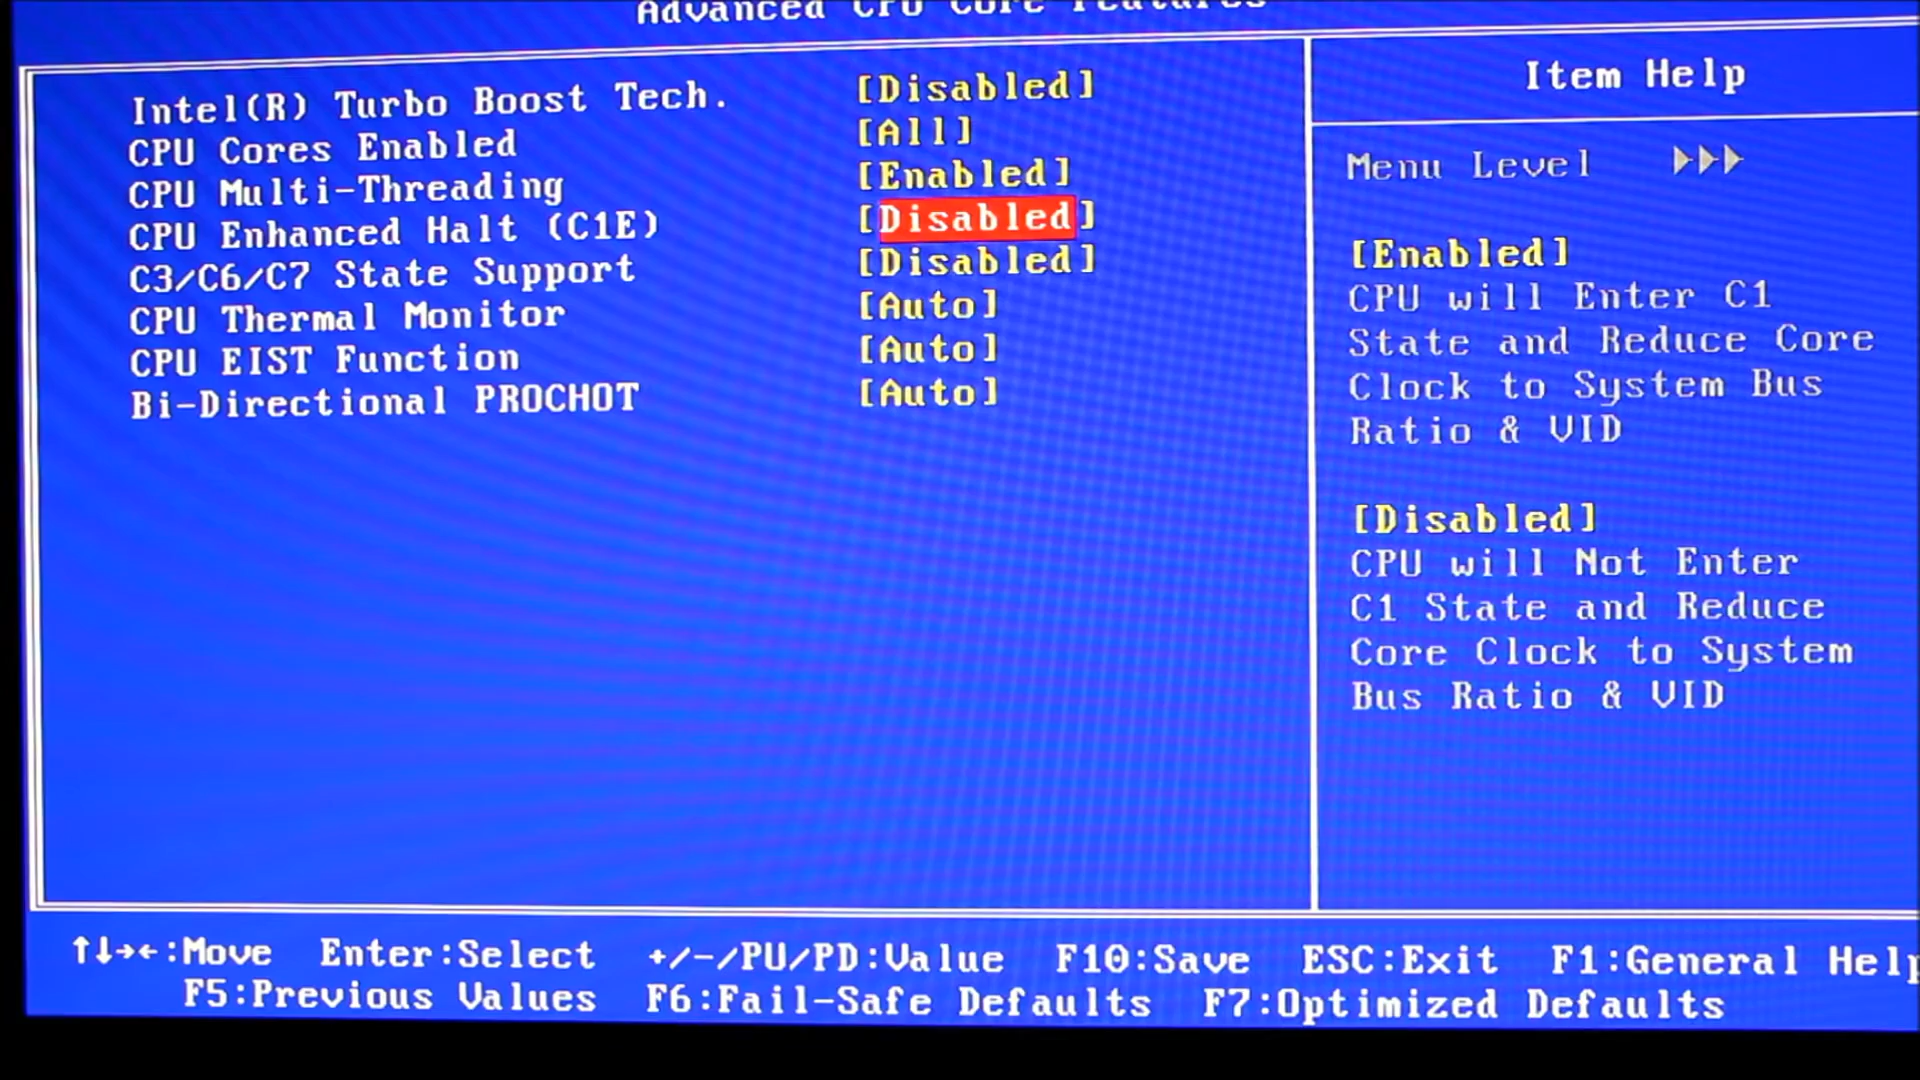 Advanced CPU Core Features
Intel(R) Turbo Boost Tech. [Disabled]
CPU Cores Enabled [All]
CPU Multi-Threading [Enabled]
CPU Enhanced Halt (C1E) [Disabled]
C3/C6/C7 State Support [Disabled]
CPU Thermal Monitor [Auto]
CPU EIST Function [Auto]
Bi-Directional PROCHOT [Auto]
Item Help
Menu Level
[Enabled]
CPU will Enter C1
State and Reduce Core
Clock to System Bus
Ratio & VID
[Disabled]
CPU will Not Enter
C1 State and Reduce
Core Clock to System
Bus Ratio & VID
↑↓→←:Move Enter:Select +/-/PU/PD:Value F10:Save ESC:Exit F1:General Help
F5:Previous Values F6:Fail-Safe Defaults F7:Optimized Defaults